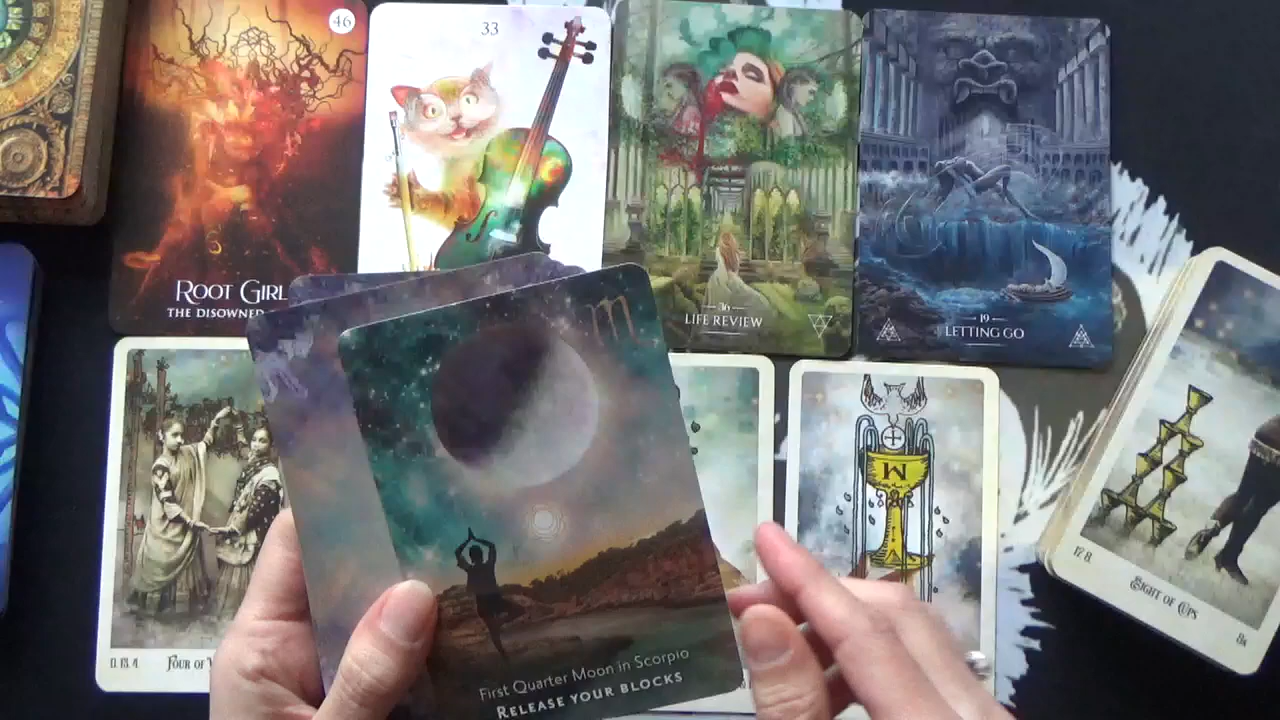 46
33
ROOT GIRL
THE DISOWNED
36
LIFE REVIEW
19
LETTING GO
FOUR OF
EIGHT OF CUPS
First Quarter Moon in Scorpio
RELEASE YOUR BLOCKS